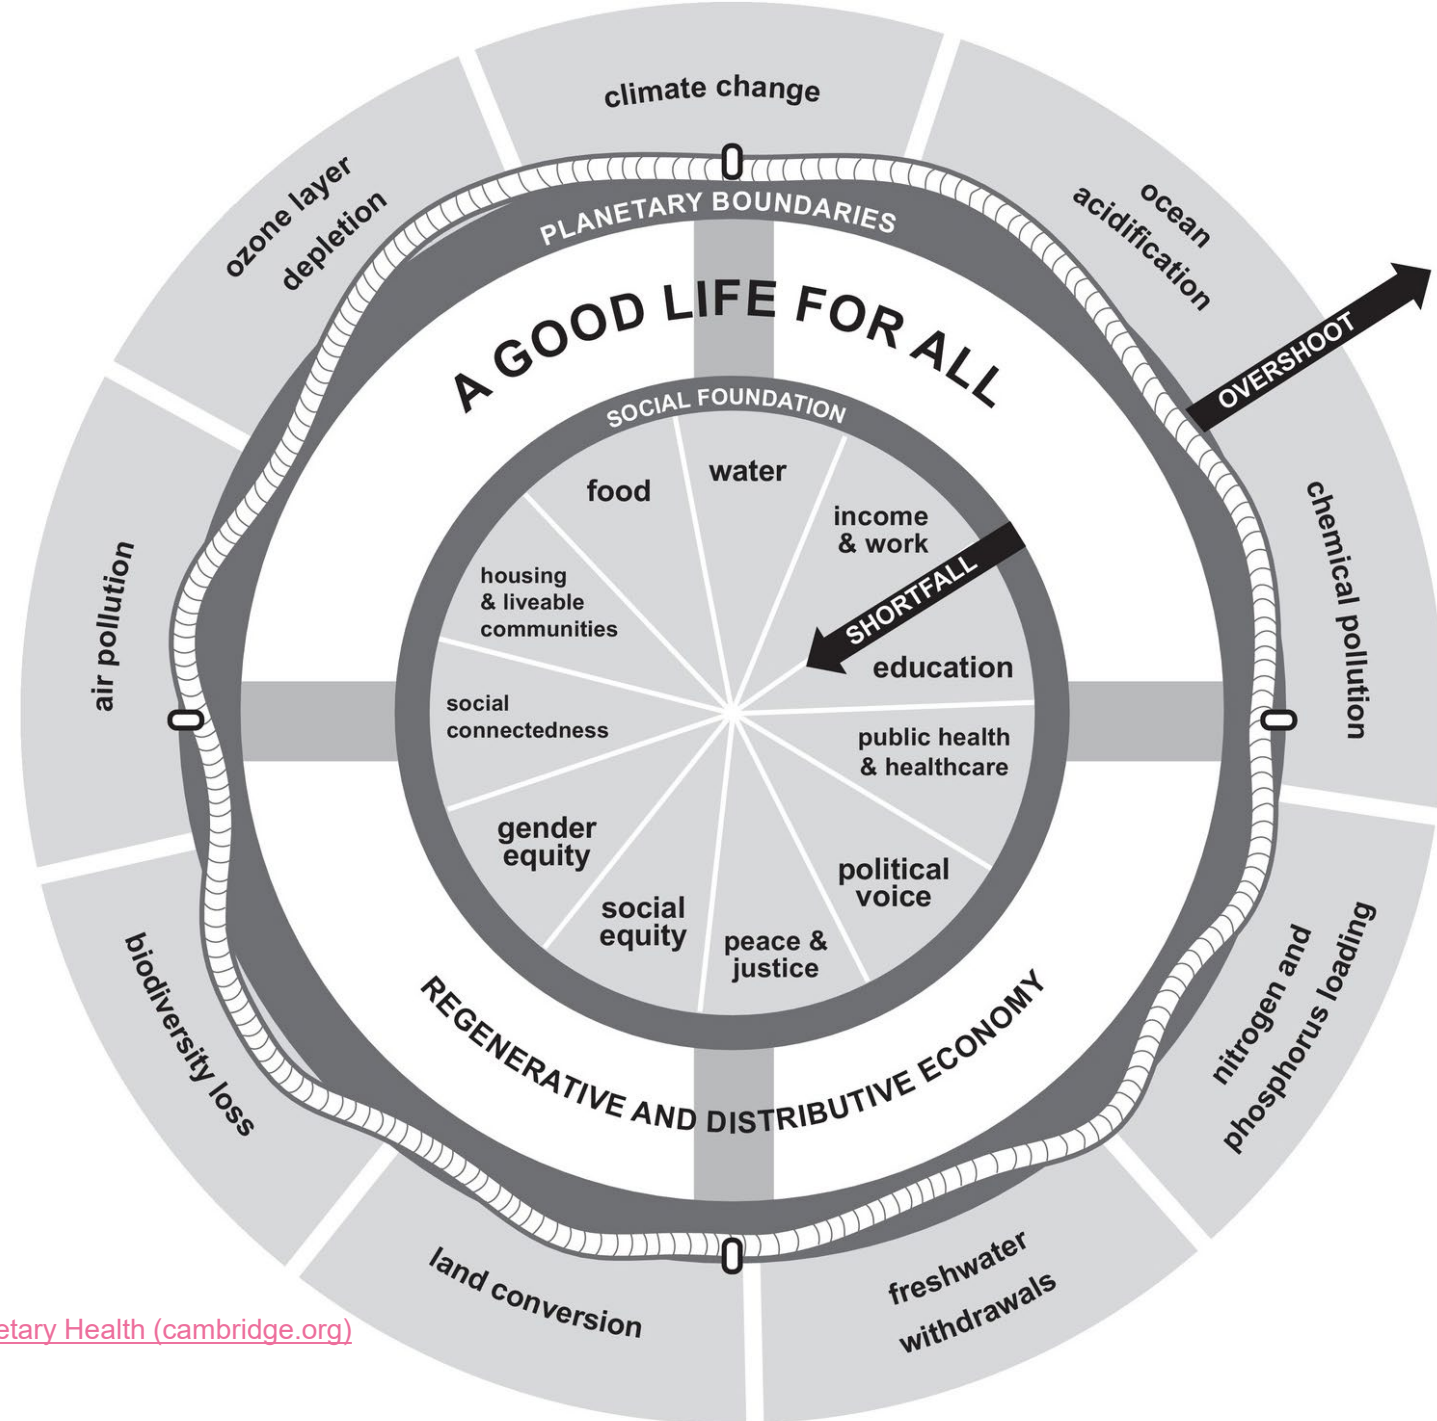 climate change
ocean
acidification
OVERSHOOT
chemical pollution
nitrogen and
phosphorus loading
freshwater
withdrawals
land conversion
biodiversity loss
air pollution
ozone layer
depletion
PLANETARY BOUNDARIES
A GOOD LIFE FOR ALL
SOCIAL FOUNDATION
water
income
& work
SHORTFALL
education
public health
& healthcare
political
voice
peace &
justice
social
equity
gender
equity
social
connectedness
housing
& liveable
communities
food
REGENERATIVE AND DISTRIBUTIVE ECONOMY
etary Health (cambridge.org)